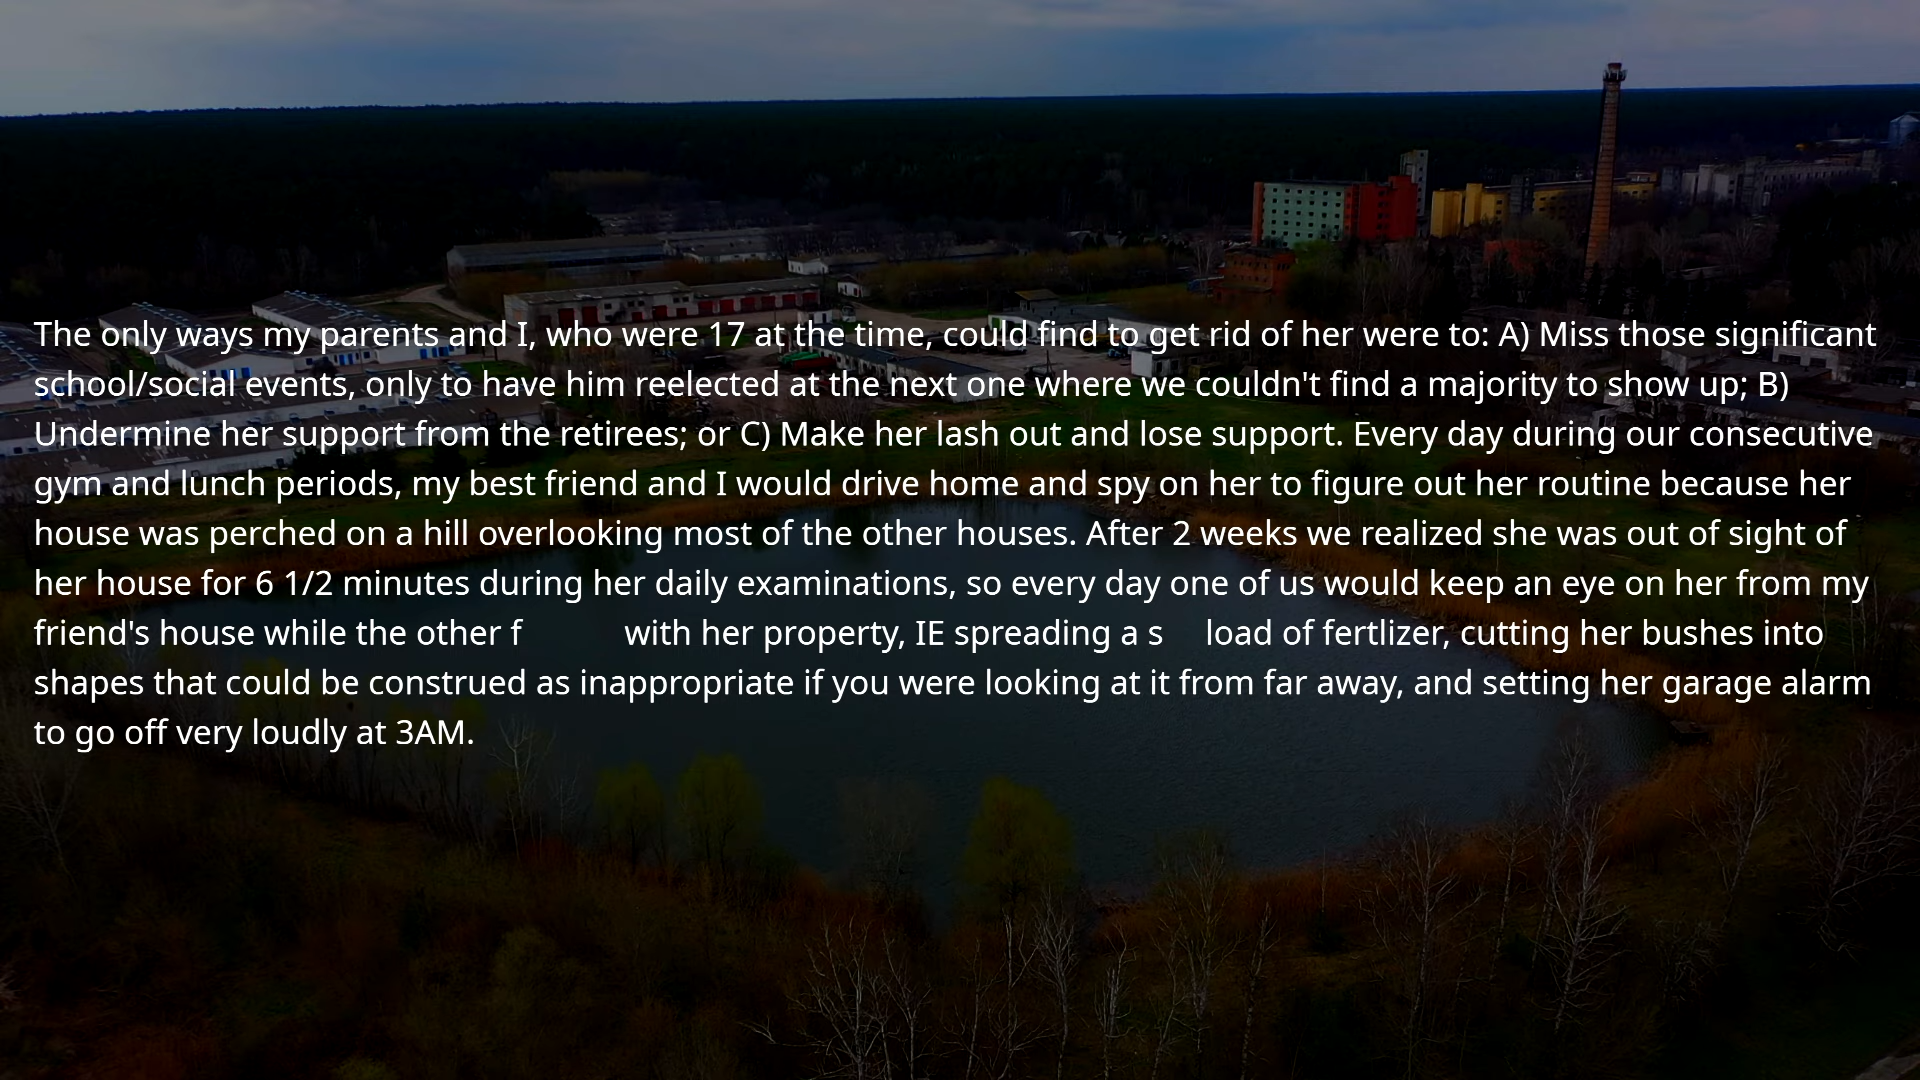 The only ways my parents and I, who were 17 at the time, could find to get rid of her were to: A) Miss those significant
school/social events, only to have him reelected at the next one where we couldn't find a majority to show up; B)
Undermine her support from the retirees; or C) Make her lash out and lose support. Every day during our consecutive
gym and lunch periods, my best friend and I would drive home and spy on her to figure out her routine because her
house was perched on a hill overlooking most of the other houses. After 2 weeks we realized she was out of sight of
her house for 6 1/2 minutes during her daily examinations, so every day one of us would keep an eye on her from my
friend's house while the other f with her property, IE spreading a s load of fertlizer, cutting her bushes into
shapes that could be construed as inappropriate if you were looking at it from far away, and setting her garage alarm
to go off very loudly at 3AM.